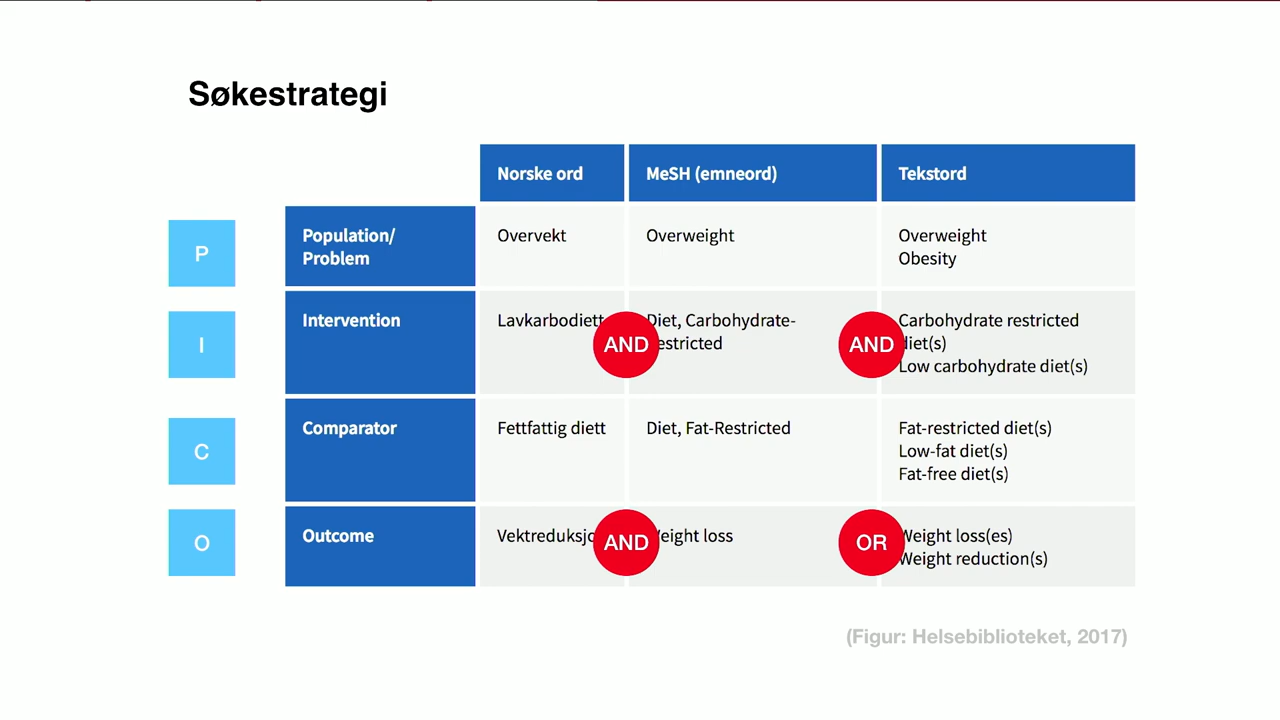 Søkestrategi
Norske ord
MeSH (emneord)
Tekstord
P
Population/
Problem
Overvekt
Overweight
Overweight
Obesity
I
Intervention
Lavkarbodiett
AND
Diet, Carbohydrate-
estricted
AND
Carbohydrate restricted
diet(s)
Low carbohydrate diet(s)
C
Comparator
Fettfattig diett
Diet, Fat-Restricted
Fat-restricted diet(s)
Low-fat diet(s)
Fat-free diet(s)
O
Outcome
Vektreduksjo
AND
Weight loss
OR
Weight loss(es)
Weight reduction(s)
(Figur: Helsebiblioteket, 2017)